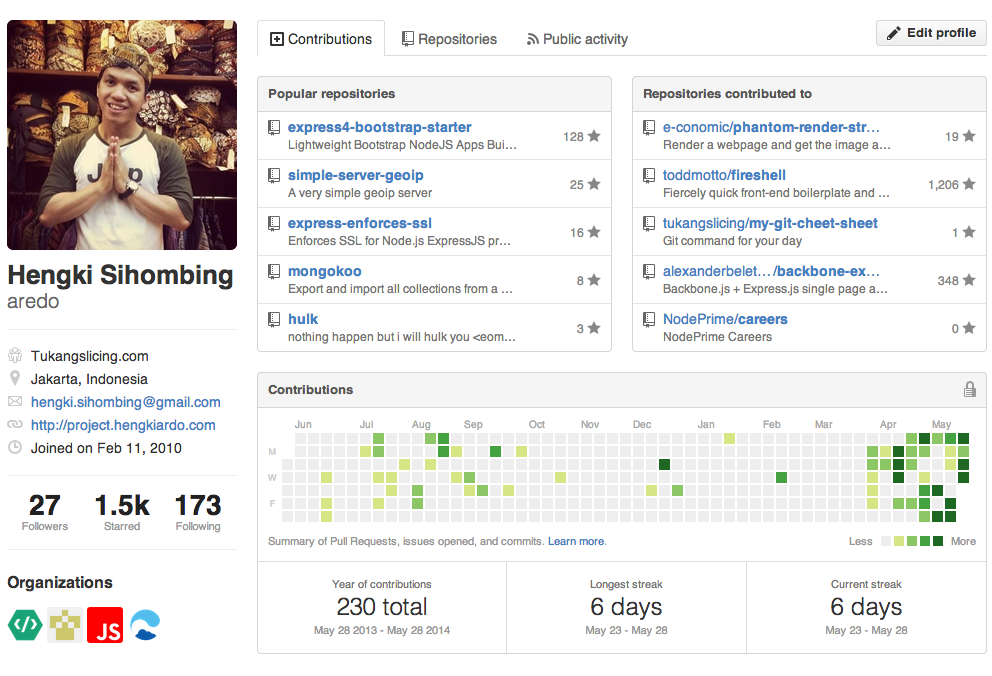 Contributions
Repositories
Public activity
Edit profile
Hengki Sihombing
aredo
Tukangslicing.com
Jakarta, Indonesia
hengki.sihombing@gmail.com
http://project.hengkiardo.com
Joined on Feb 11, 2010
27 1.5k 173
Followers Starred Following
Organizations
JS
Popular repositories
express4-bootstrap-starter
Lightweight Bootstrap NodeJS Apps Bui…
128
simple-server-geoip
A very simple geoip server
25
express-enforces-ssl
Enforces SSL for Node.js ExpressJS pr…
16
mongokoo
Export and import all collections from a …
8
hulk
nothing happen but i will hulk you <eom…
3
Repositories contributed to
e-conomic/phantom-render-str…
Render a webpage and get the image a…
19
toddmotto/fireshell
Fiercely quick front-end boilerplate and …
1,206
tukangslicing/my-git-cheet-sheet
Git command for your day
1
alexanderbelet…/backbone-ex…
Backbone.js + Express.js single page a…
348
NodePrime/careers
NodePrime Careers
0
Contributions
Jun Jul Aug Sep Oct Nov Dec Jan Feb Mar Apr May
M
W
F
Summary of Pull Requests, issues opened, and commits. Learn more.
Less More
Year of contributions
230 total
May 28 2013 - May 28 2014
Longest streak
6 days
May 23 - May 28
Current streak
6 days
May 23 - May 28